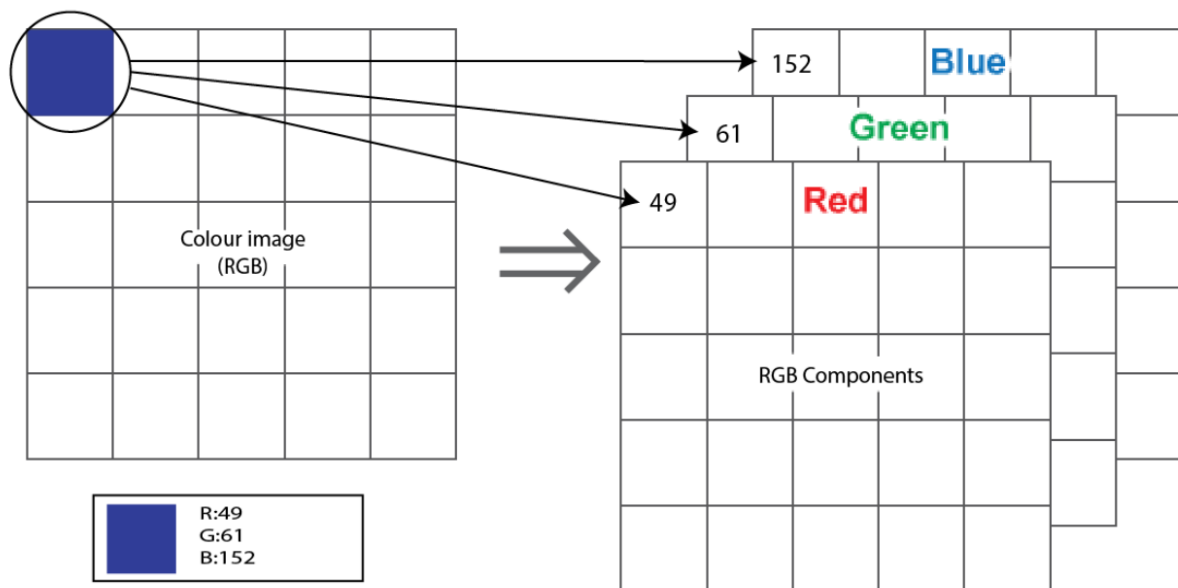 152
Blue
61
Green
49
Red
Colour image
(RGB)
RGB Components
R:49
G:61
B:152